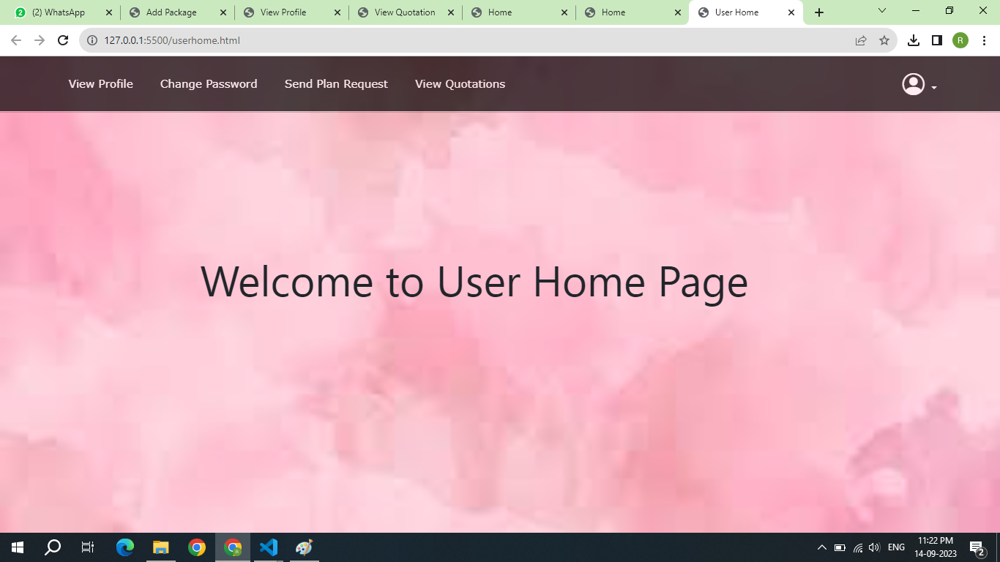 2 (2) WhatsApp
Add Package
View Profile
View Quotation
Home
Home
User Home
127.0.0.1:5500/userhome.html
R
View Profile
Change Password
Send Plan Request
View Quotations
Welcome to User Home Page
ENG
11:22 PM
14-09-2023
2